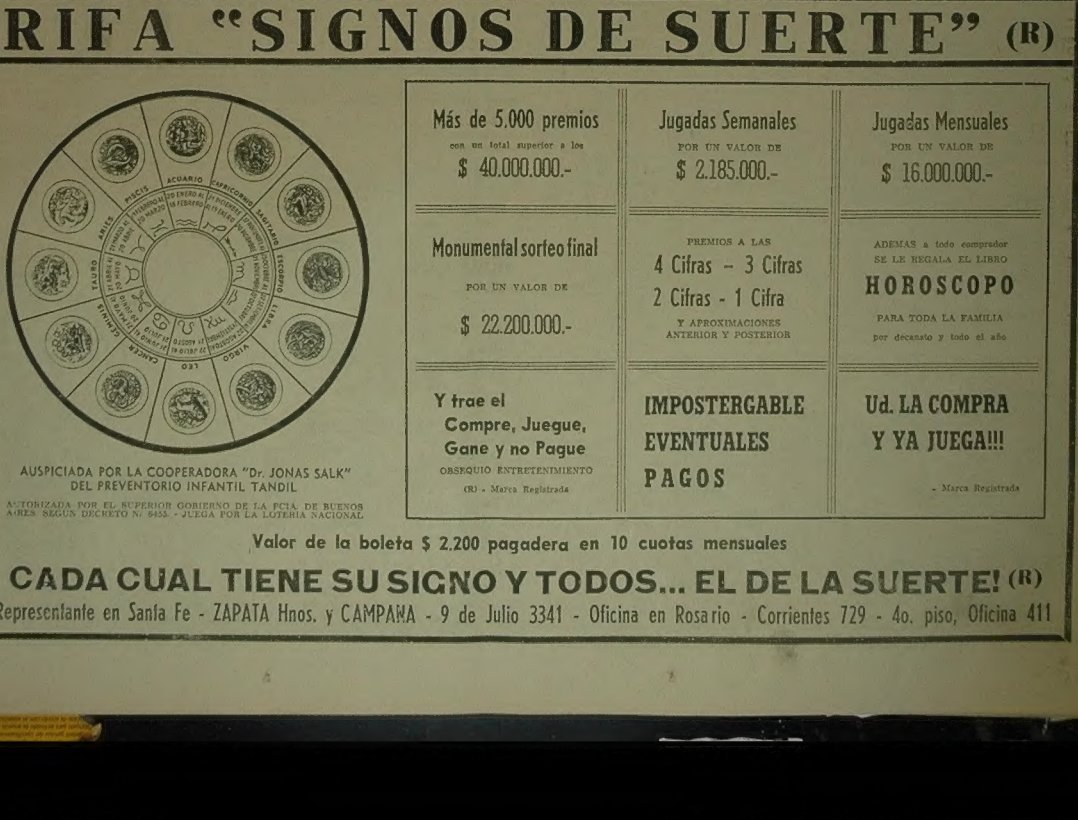 RIFA "SIGNOS DE SUERTE" (R)
ACUARIO
CAPRICORNIO
SAGITARIO
ESCORPIO
LIBRA
VIRGO
LEO
CANCER
GEMINIS
TAURO
ARIES
PISCIS
AUSPICIADA POR LA COOPERADORA "Dr. JONAS SALK"
DEL PREVENTORIO INFANTIL TANDIL
AUTORIZADA POR EL SUPERIOR GOBIERNO DE LA PCIA. DE BUENOS
AIRES SEGUN DECRETO N. 6455. - JUEGA POR LA LOTERIA NACIONAL
Más de 5.000 premios
con un total superior a los
$ 40.000.000.-
Jugadas Semanales
POR UN VALOR DE
$ 2.185.000.-
Jugadas Mensuales
POR UN VALOR DE
$ 16.000.000.-
Monumental sorteo final
POR UN VALOR DE
$ 22.200.000.-
PREMIOS A LAS
4 Cifras - 3 Cifras
2 Cifras - 1 Cifra
Y APROXIMACIONES
ANTERIOR Y POSTERIOR
ADEMAS a todo comprador
SE LE REGALA EL LIBRO
HOROSCOPO
PARA TODA LA FAMILIA
por decanato y todo el año
Y trae el
Compre, Juegue,
Gane y no Pague
OBSEQUIO ENTRETENIMIENTO
(R) - Marca Registrada
IMPOSTERGABLE
EVENTUALES
PAGOS
Ud. LA COMPRA
Y YA JUEGA!!!
- Marca Registrada
Valor de la boleta $ 2.200 pagadera en 10 cuotas mensuales
CADA CUAL TIENE SU SIGNO Y TODOS... EL DE LA SUERTE! (R)
Representante en Santa Fe - ZAPATA Hnos. y CAMPAÑA - 9 de Julio 3341 - Oficina en Rosario - Corrientes 729 - 4o. piso, Oficina 411